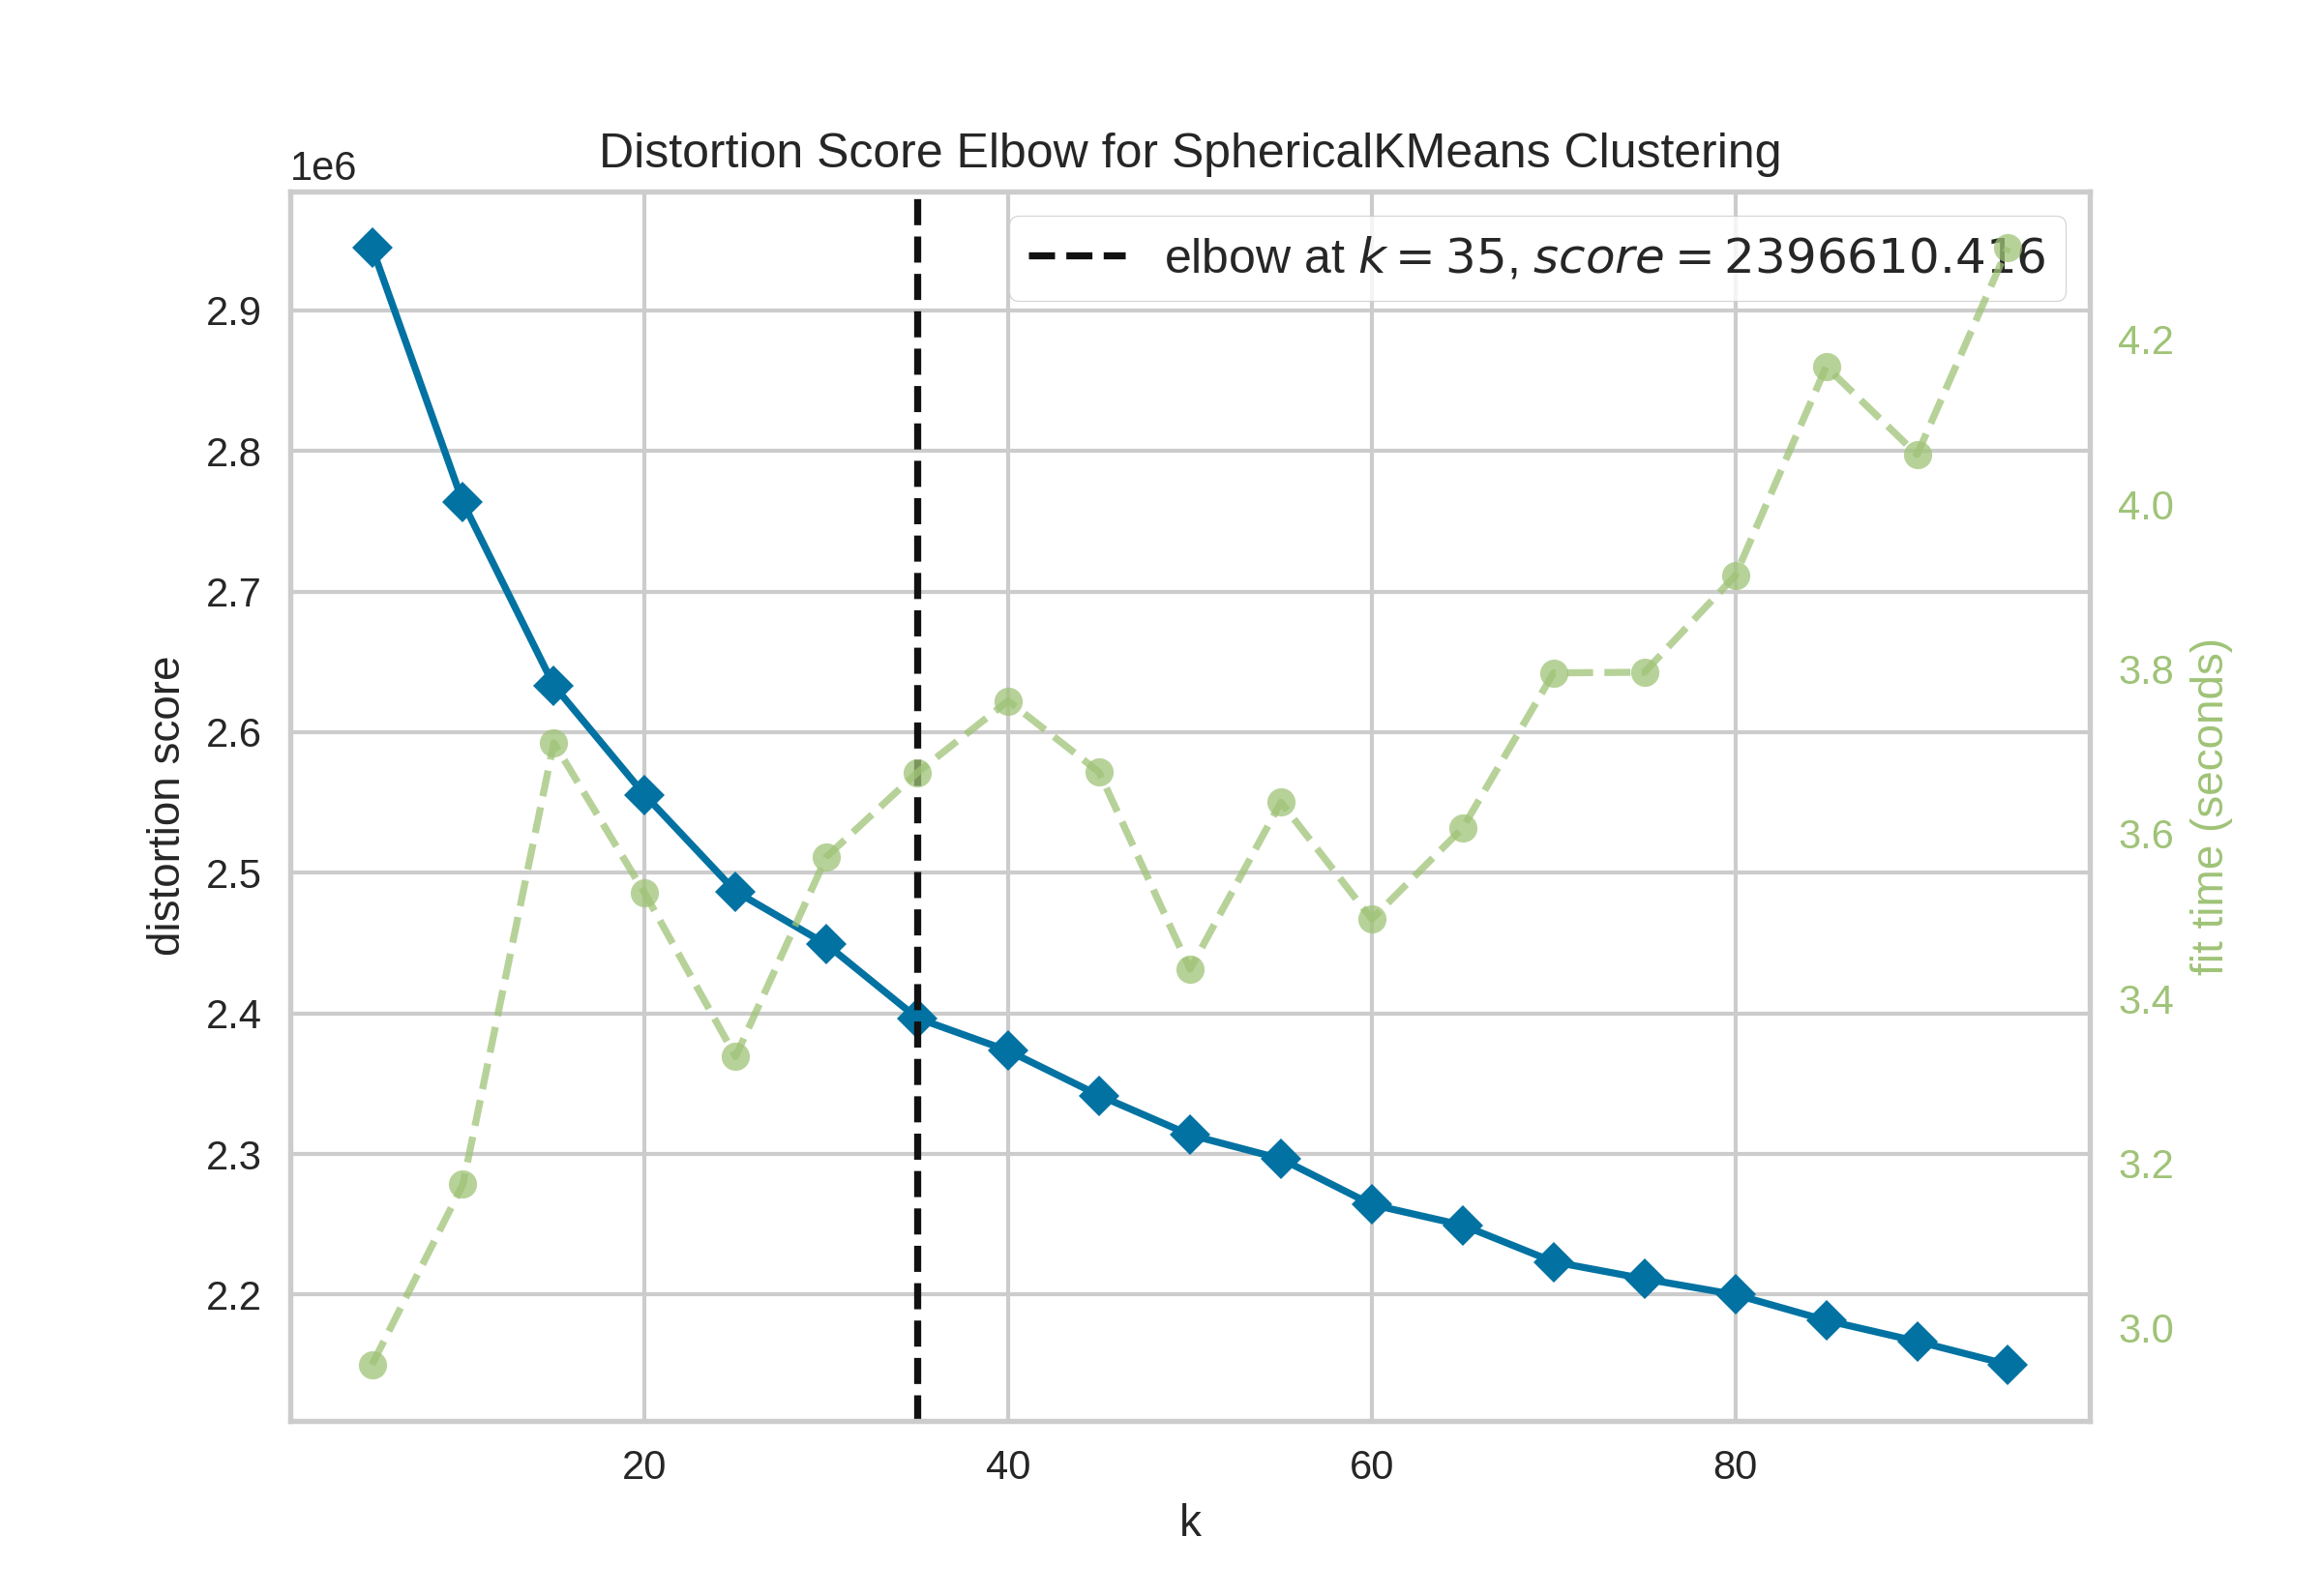 Distortion Score Elbow for SphericalKMeans Clustering
1e6
elbow at k = 35, score = 2396610.416
2.9
2.8
2.7
2.6
2.5
2.4
2.3
2.2
distortion score
4.2
4.0
3.8
3.6
3.4
3.2
3.0
fit time (seconds)
20 40 60 80
k